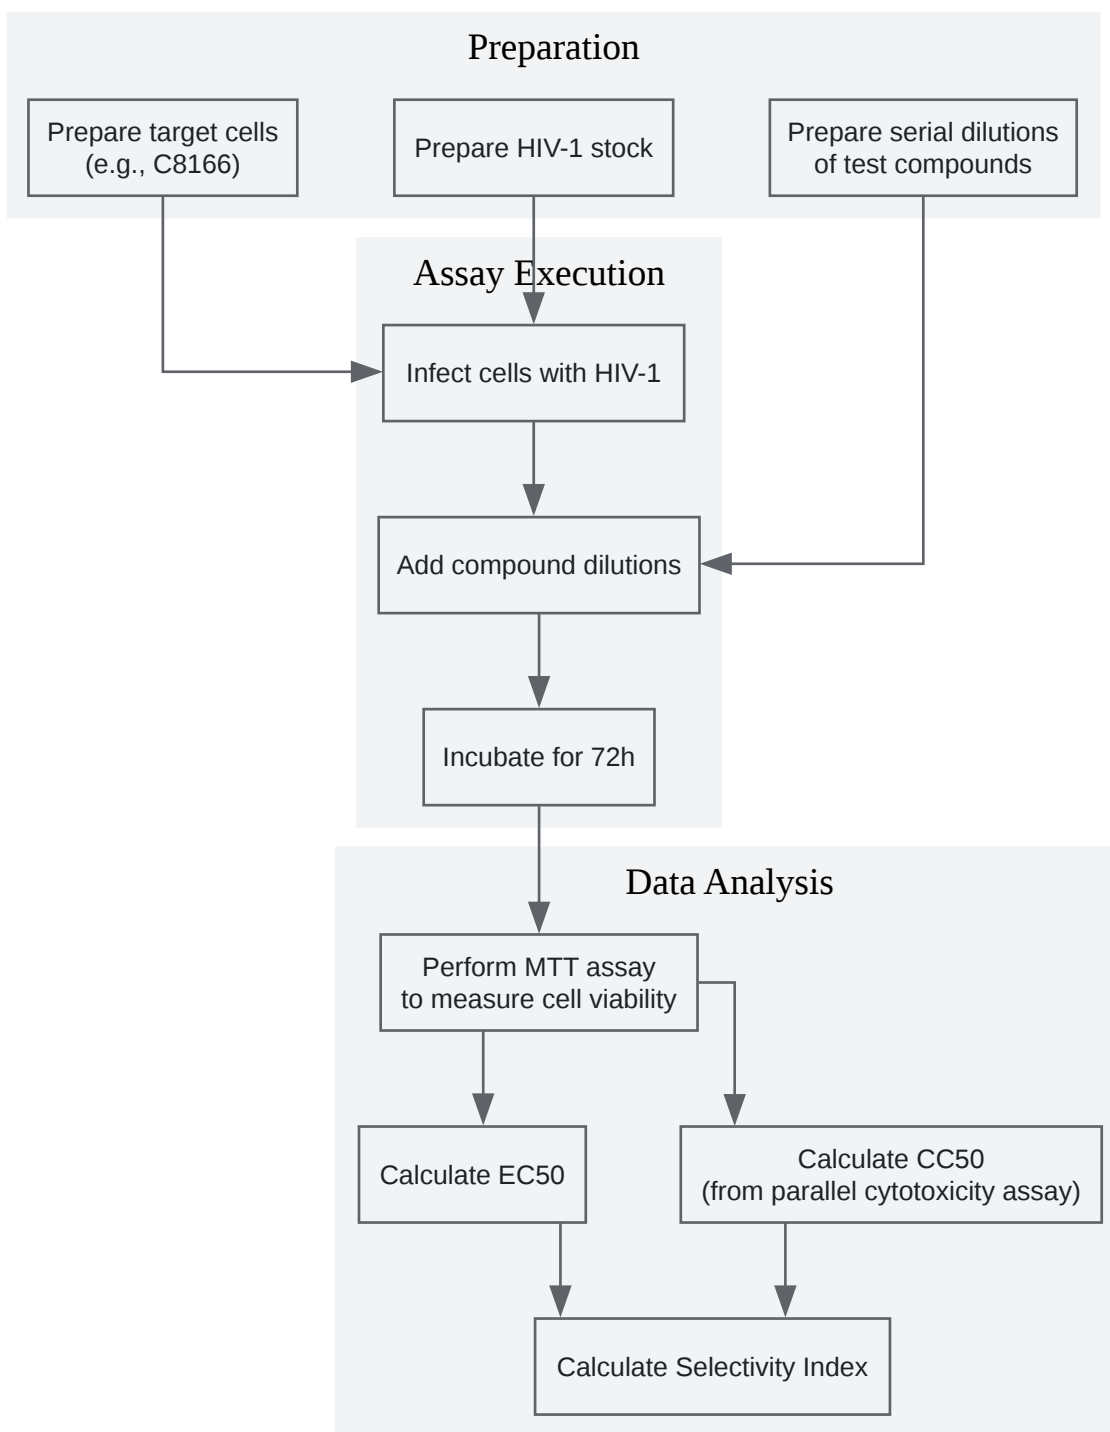 Preparation
Prepare target cells
(e.g., C8166)
Prepare HIV-1 stock
Prepare serial dilutions
of test compounds
Assay Execution
Infect cells with HIV-1
Add compound dilutions
Incubate for 72h
Data Analysis
Perform MTT assay
to measure cell viability
Calculate EC50
Calculate CC50
(from parallel cytotoxicity assay)
Calculate Selectivity Index